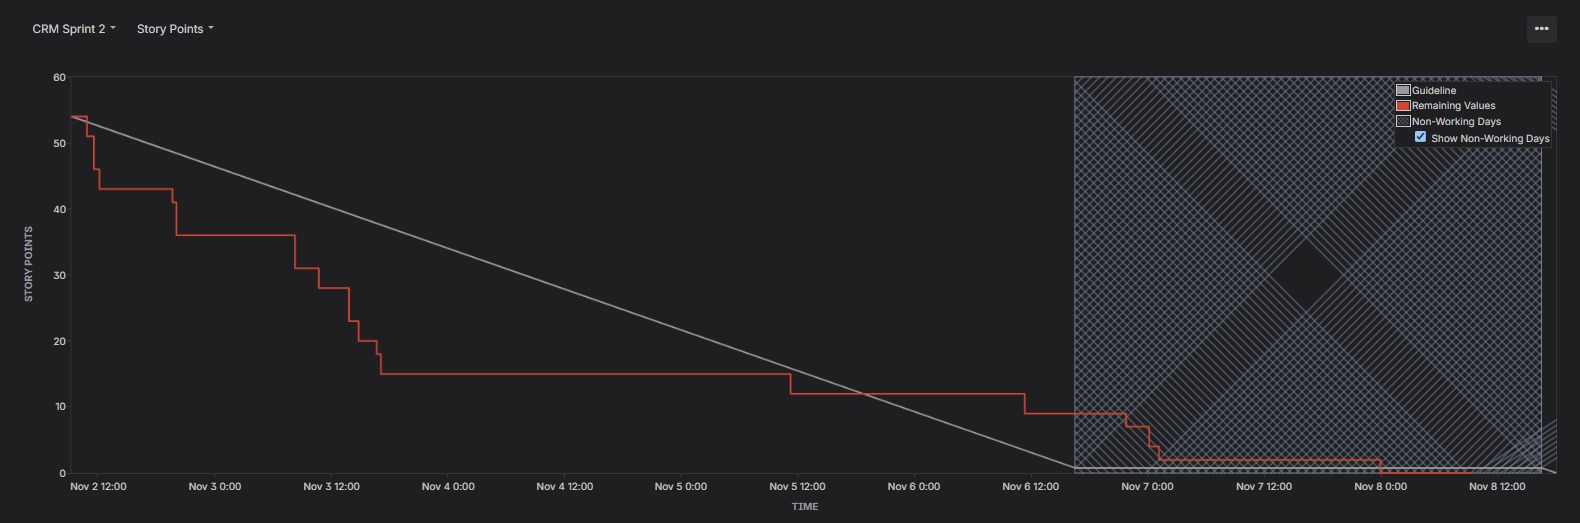 CRM Sprint 2 Story Points
60
50
40
30
20
10
0
STORY POINTS
Guideline
Remaining Values
Non-Working Days
Show Non-Working Days
Nov 2 12:00 Nov 3 0:00 Nov 3 12:00 Nov 4 0:00 Nov 4 12:00 Nov 5 0:00 Nov 5 12:00 Nov 6 0:00 Nov 6 12:00 Nov 7 0:00 Nov 7 12:00 Nov 8 0:00 Nov 8 12:00
TIME